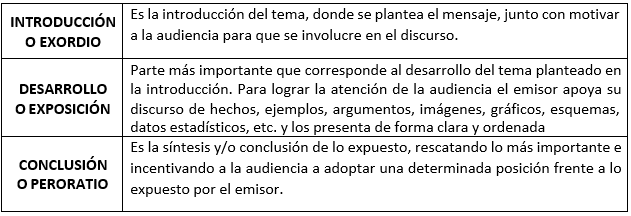 INTRODUCCIÓN
O EXORDIO
Es la introducción del tema, donde se plantea el mensaje, junto con motivar
a la audiencia para que se involucre en el discurso.
DESARROLLO
O EXPOSICIÓN
Parte más importante que corresponde al desarrollo del tema planteado en
la introducción. Para lograr la atención de la audiencia el emisor apoya su
discurso de hechos, ejemplos, argumentos, imágenes, gráficos, esquemas,
datos estadísticos, etc. y los presenta de forma clara y ordenada
CONCLUSIÓN
O PERORATIO
Es la síntesis y/o conclusión de lo expuesto, rescatando lo más importante e
incentivando a la audiencia a adoptar una determinada posición frente a lo
expuesto por el emisor.